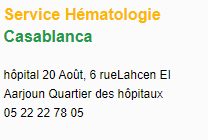 Service Hématologie
Casablanca
hôpital 20 Août, 6 rueLahcen El
Aarjoun Quartier des hôpitaux
05 22 22 78 05